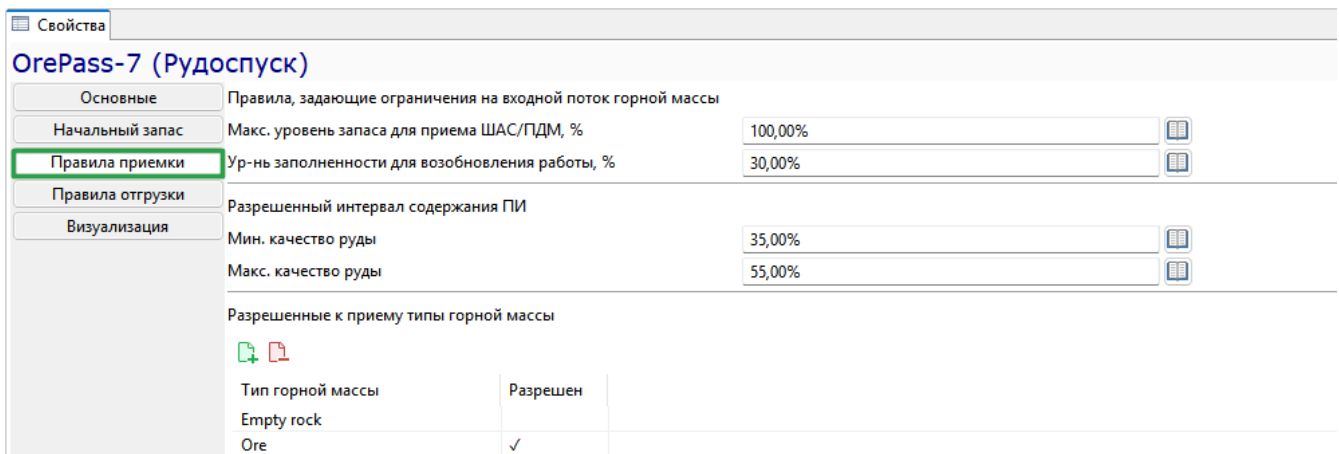 Свойства
OrePass-7 (Рудоспуск)
Основные
Начальный запас
Правила приемки
Правила отгрузки
Визуализация
Правила, задающие ограничения на входной поток горной массы
Макс. уровень запаса для приема ШАС/ПДМ, % 100,00%
Ур-нь заполненности для возобновления работы, % 30,00%
Разрешенный интервал содержания ПИ
Мин. качество руды 35,00%
Макс. качество руды 55,00%
Разрешенные к приему типы горной массы
Тип горной массы Разрешен
Empty rock
Ore ✓